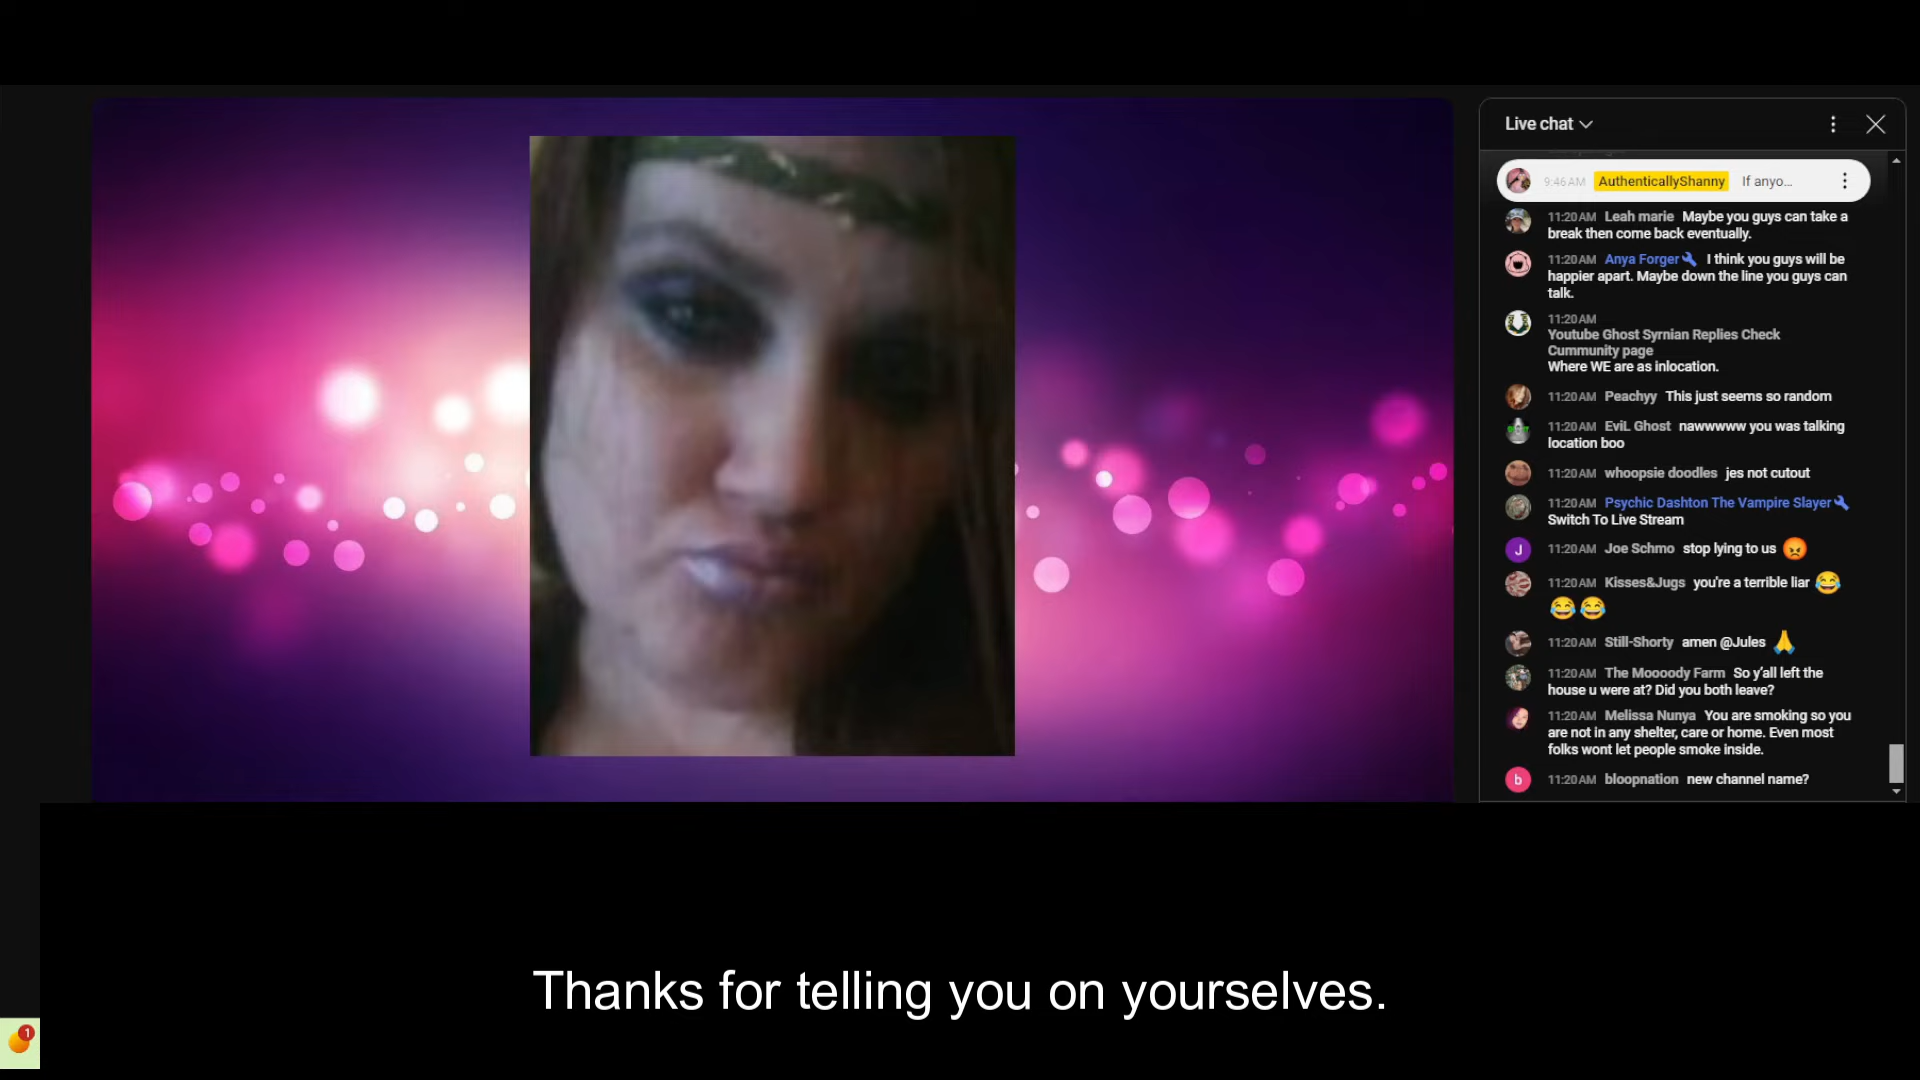 Live chat
9:46 AM AuthenticallyShanny If anyo...
11:20 AM Leah marie Maybe you guys can take a
break then come back eventually.
11:20 AM Anya Forger I think you guys will be
happier apart. Maybe down the line you guys can
talk.
11:20 AM
Youtube Ghost Syrnian Replies Check
Cummunity page
Where WE are as inlocation.
11:20 AM Peachyy This just seems so random
11:20 AM EviL Ghost nawwwww you was talking
location boo
11:20 AM whoopsie doodles jes not cutout
11:20 AM Psychic Dashton The Vampire Slayer
Switch To Live Stream
J 11:20 AM Joe Schmo stop lying to us 😡
11:20 AM Kisses&Jugs you're a terrible liar 😂
😂😂
11:20 AM Still-Shorty amen @Jules 🙏
11:20 AM The Moooody Farm So y'all left the
house u were at? Did you both leave?
11:20 AM Melissa Nunya You are smoking so you
are not in any shelter, care or home. Even most
folks wont let people smoke inside.
b 11:20 AM bloopnation new channel name?
Thanks for telling you on yourselves.
1